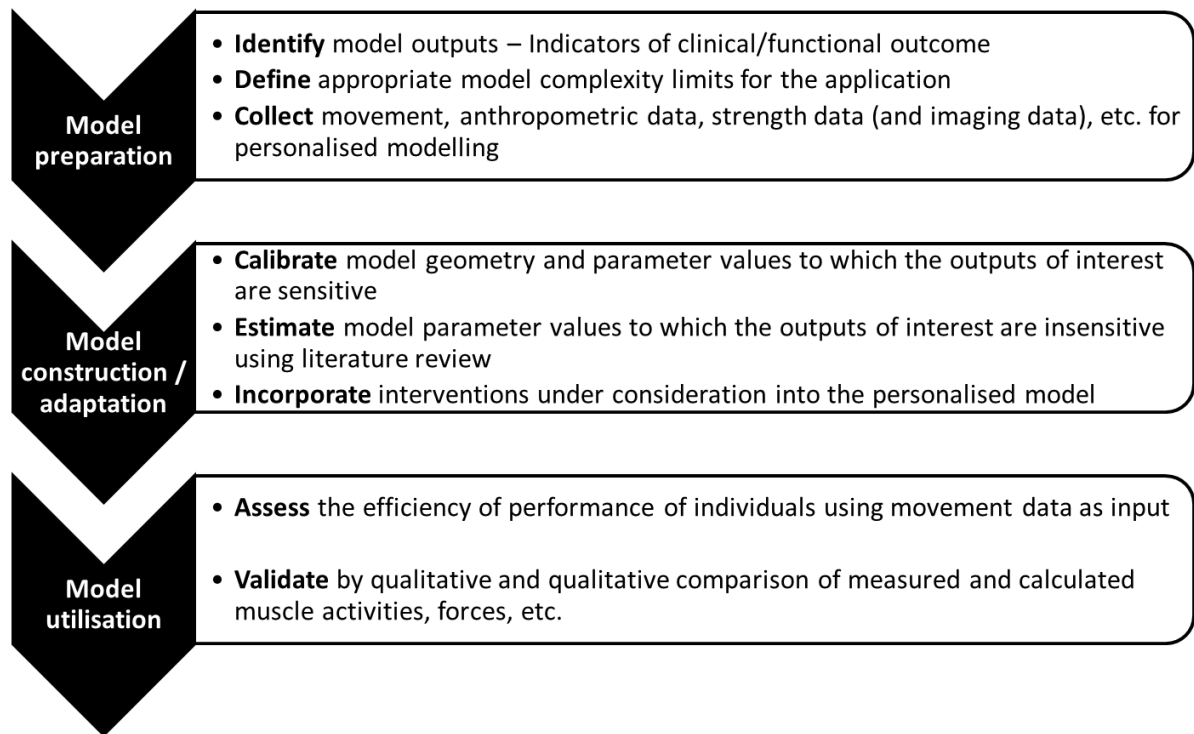 Model
preparation
• Identify model outputs – Indicators of clinical/functional outcome
• Define appropriate model complexity limits for the application
• Collect movement, anthropometric data, strength data (and imaging data), etc. for
personalised modelling
Model
construction /
adaptation
• Calibrate model geometry and parameter values to which the outputs of interest
are sensitive
• Estimate model parameter values to which the outputs of interest are insensitive
using literature review
• Incorporate interventions under consideration into the personalised model
Model
utilisation
• Assess the efficiency of performance of individuals using movement data as input
• Validate by qualitative and qualitative comparison of measured and calculated
muscle activities, forces, etc.